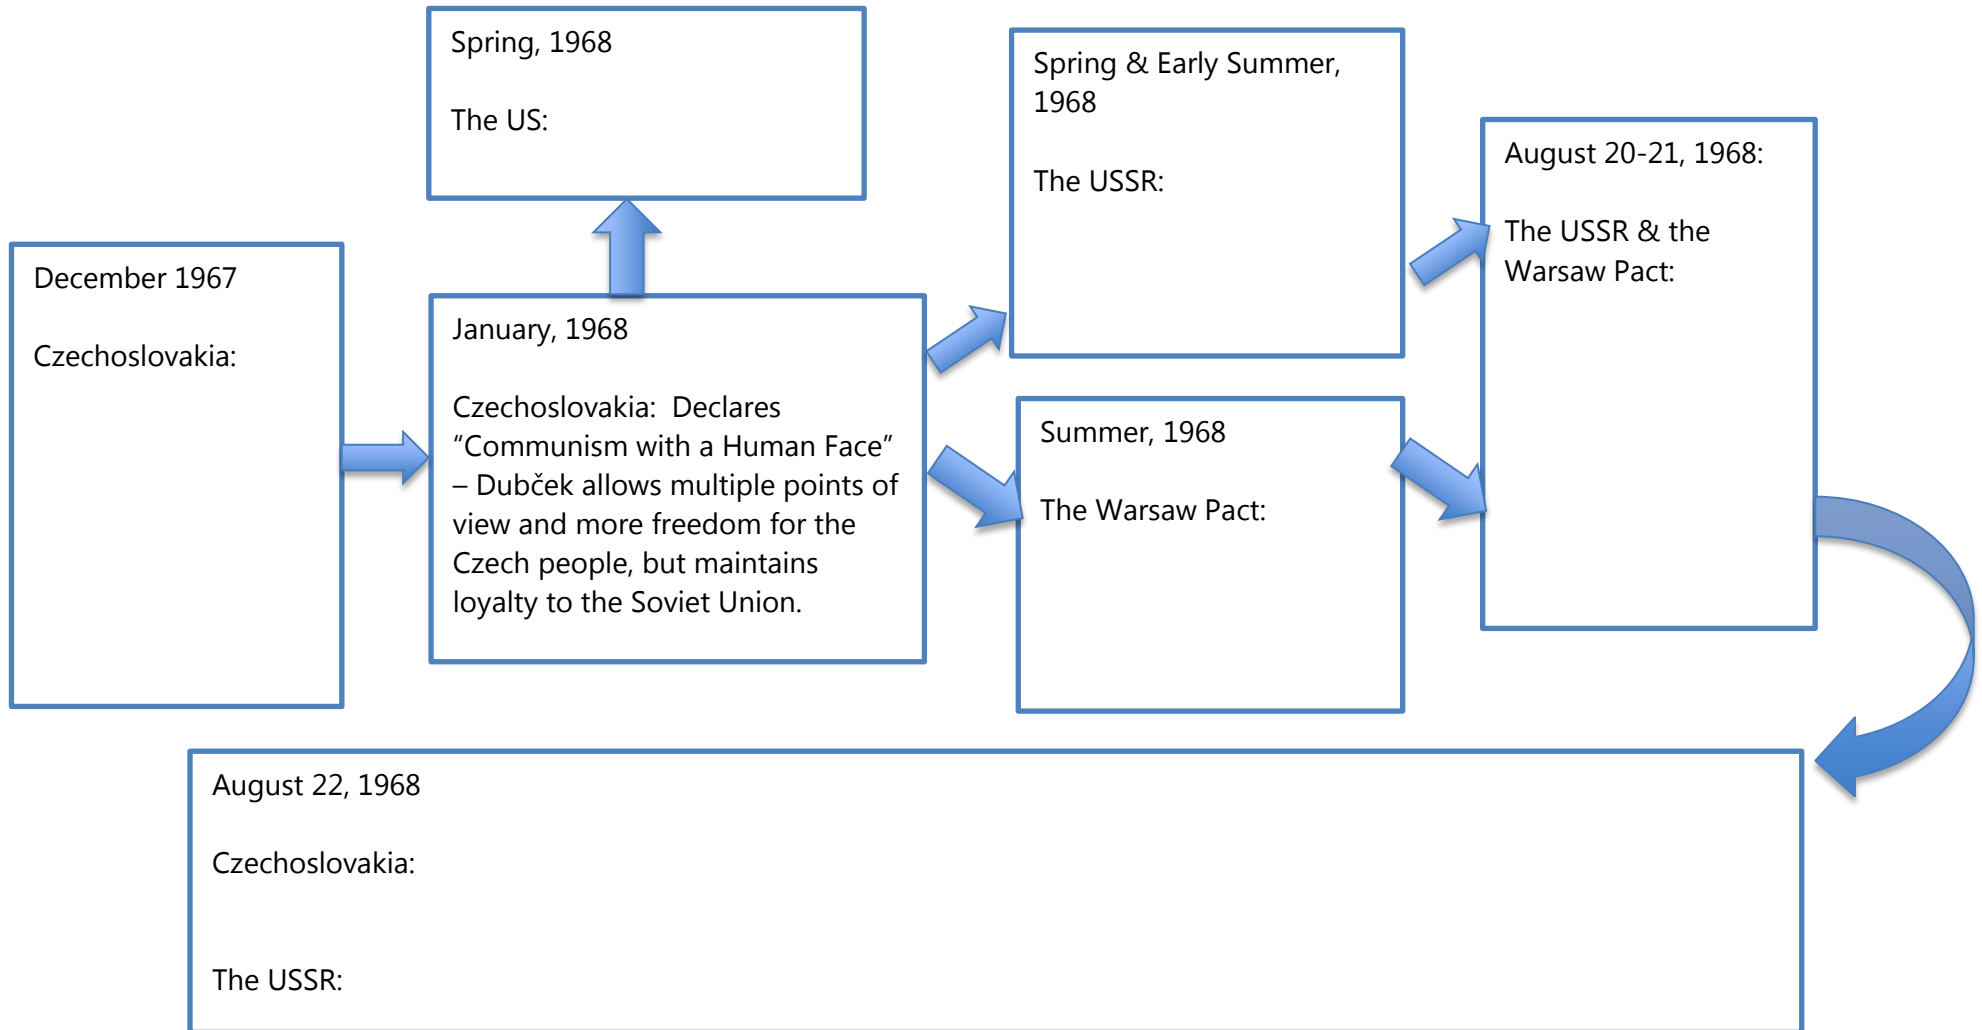 Spring, 1968
The US:
Spring & Early Summer,
1968
The USSR:
August 20-21, 1968:
The USSR & the
Warsaw Pact:
December 1967
Czechoslovakia:
January, 1968
Czechoslovakia:  Declares
“Communism with a Human Face”
– Dubček allows multiple points of
view and more freedom for the
Czech people, but maintains
loyalty to the Soviet Union.
Summer, 1968
The Warsaw Pact:
August 22, 1968
Czechoslovakia:
The USSR: